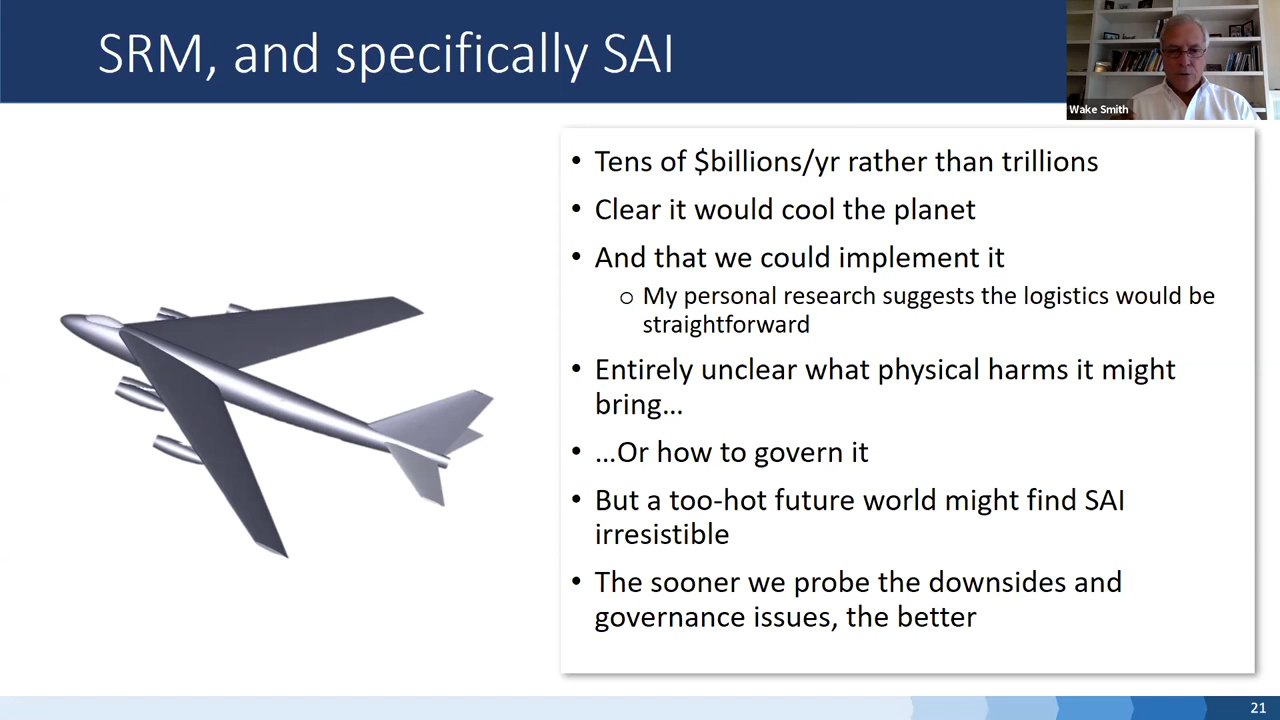 SRM, and specifically SAI
Wake Smith
• Tens of $billions/yr rather than trillions
• Clear it would cool the planet
• And that we could implement it
o My personal research suggests the logistics would be
straightforward
• Entirely unclear what physical harms it might
bring…
• …Or how to govern it
• But a too-hot future world might find SAI
irresistible
• The sooner we probe the downsides and
governance issues, the better
21